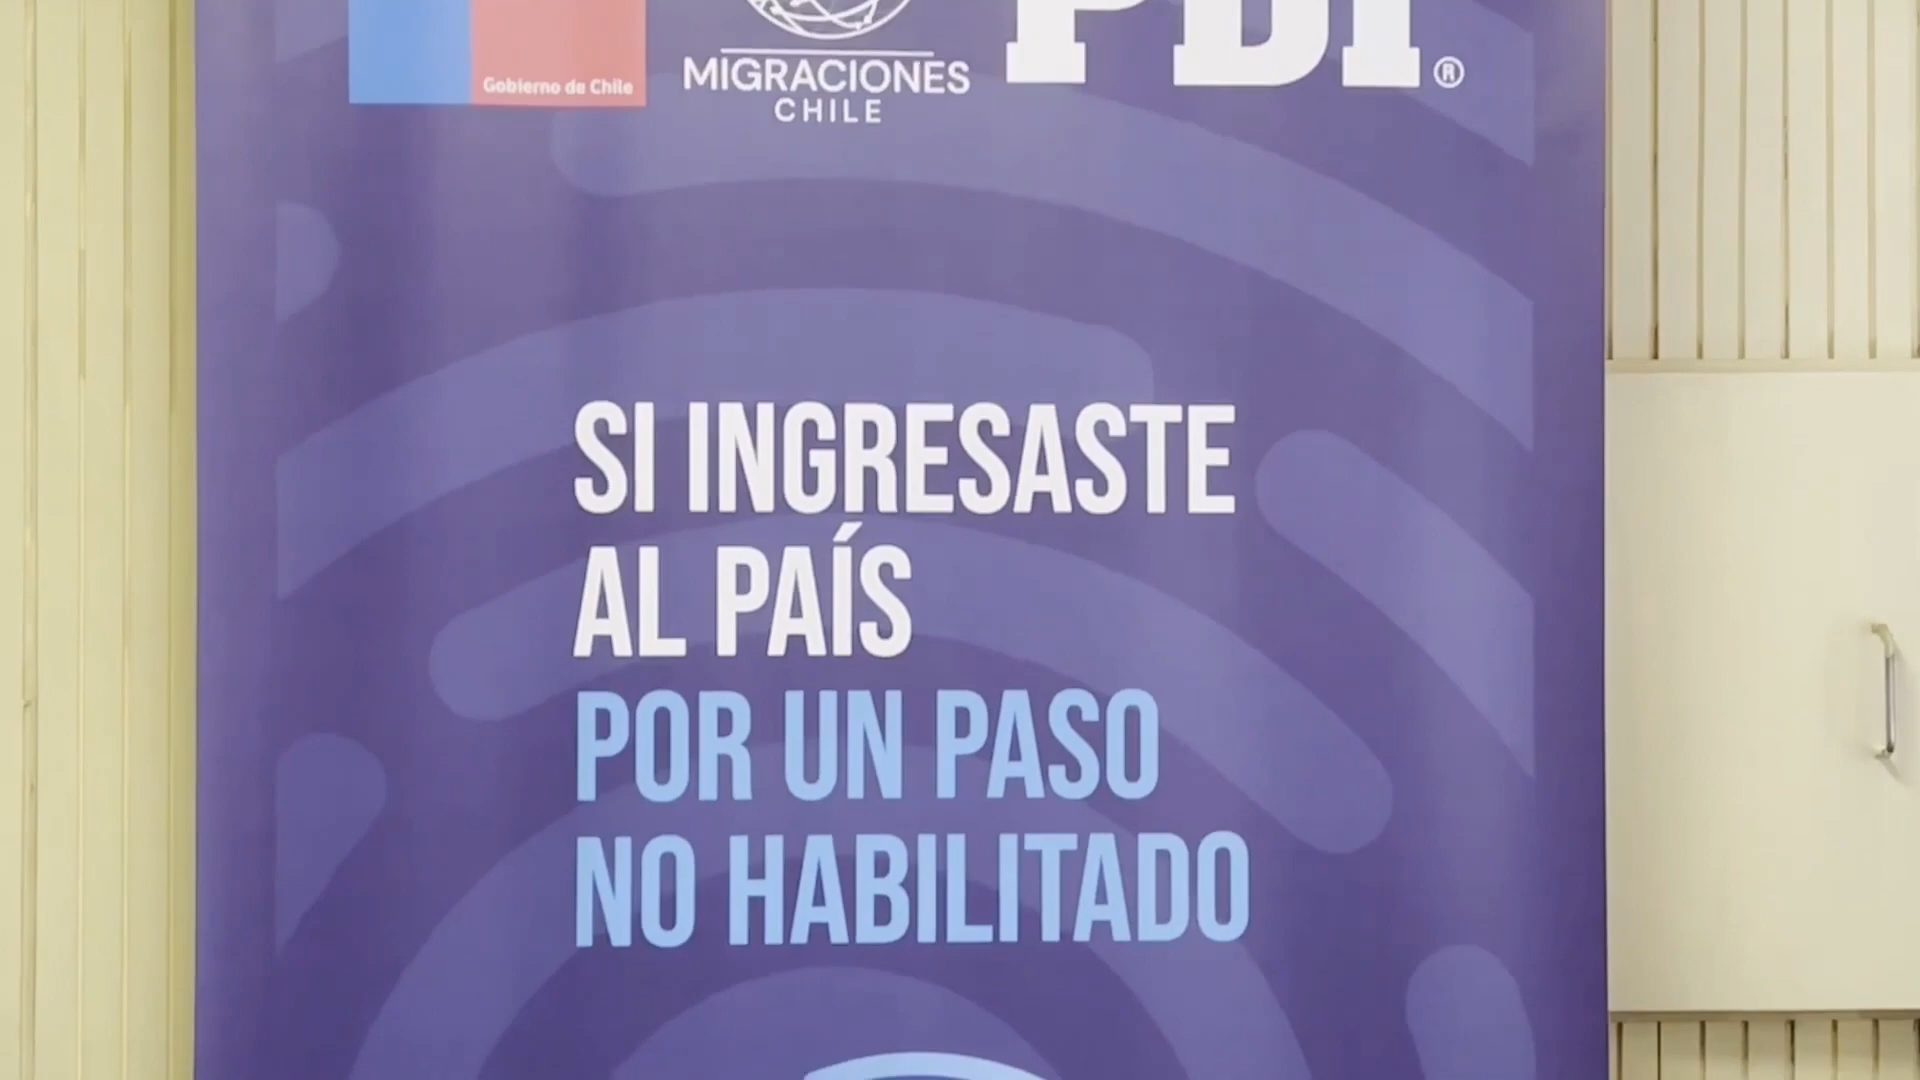 Gobierno de Chile
MIGRACIONES
CHILE
PDI®
SI INGRESASTE
AL PAÍS
POR UN PASO
NO HABILITADO